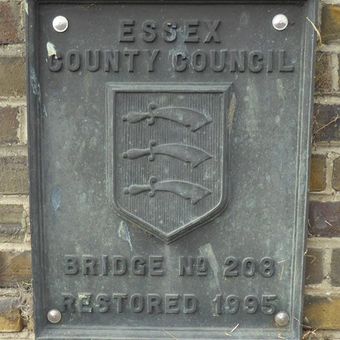 ESSEX
COUNTY COUNCIL
BRIDGE Nº 208
RESTORED 1995